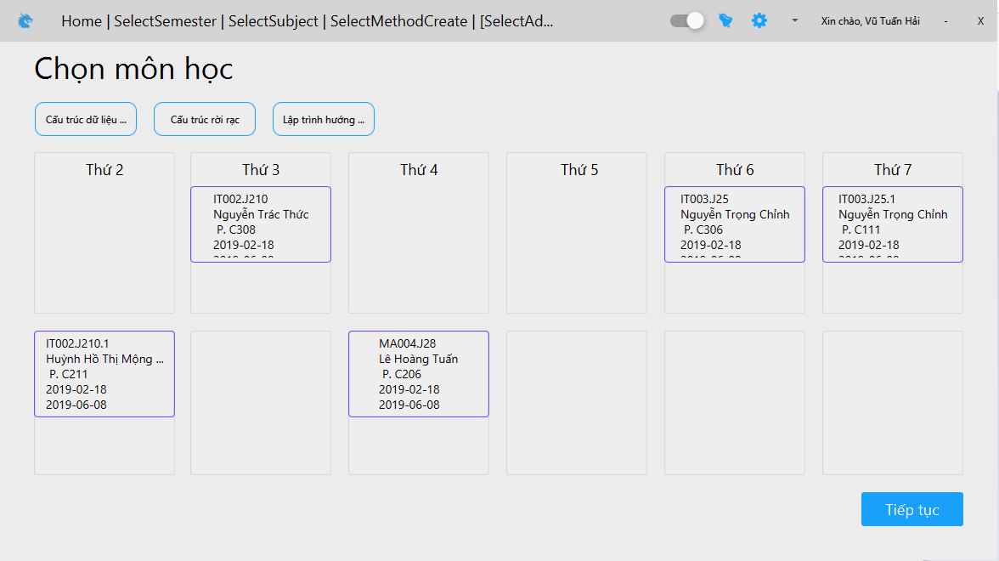 Home | SelectSemester | SelectSubject | SelectMethodCreate | [SelectAd...
Xin chào, Vũ Tuấn Hải
-
X
Chọn môn học
Cấu trúc dữ liệu ...
Cấu trúc rời rạc
Lập trình hướng ...
Thứ 2
Thứ 3
Thứ 4
Thứ 5
Thứ 6
Thứ 7
IT002.J210
Nguyễn Trác Thức
P. C308
2019-02-18
IT003.J25
Nguyễn Trọng Chỉnh
P. C306
2019-02-18
IT003.J25.1
Nguyễn Trọng Chỉnh
P. C111
2019-02-18
IT002.J210.1
Huỳnh Hồ Thị Mộng ...
P. C211
2019-02-18
2019-06-08
MA004.J28
Lê Hoàng Tuấn
P. C206
2019-02-18
2019-06-08
Tiếp tục